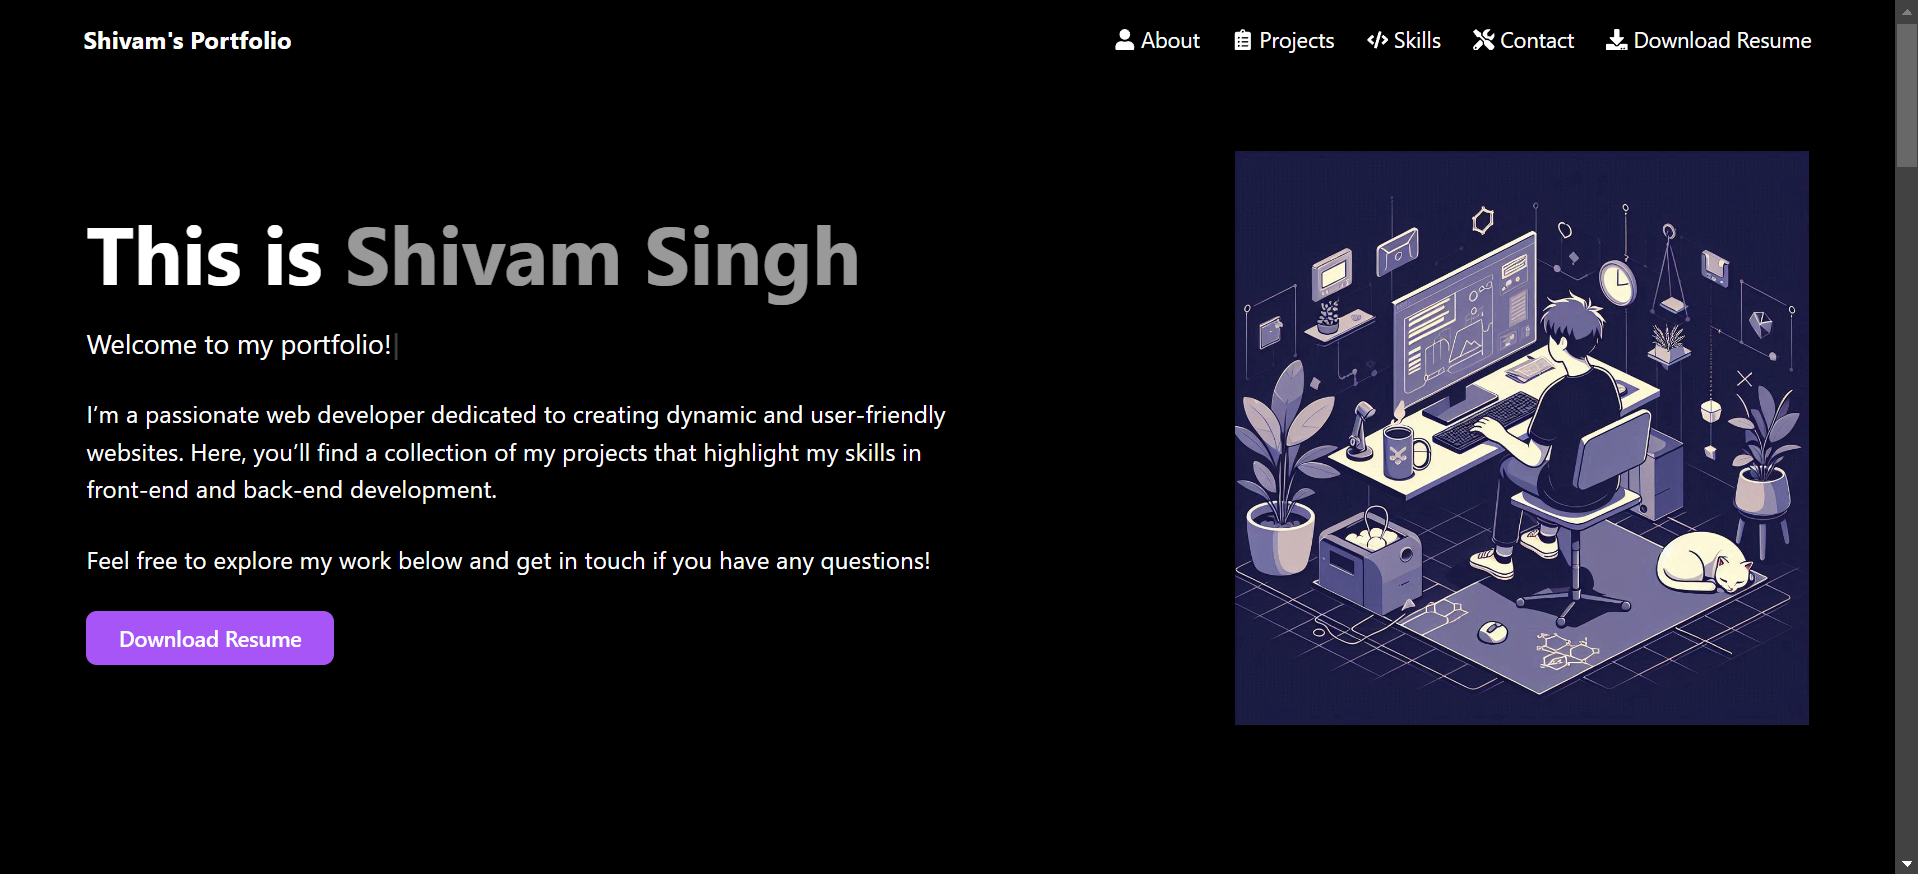 Shivam's Portfolio
About
Projects
Skills
Contact
Download Resume
This is Shivam Singh
Welcome to my portfolio!
I’m a passionate web developer dedicated to creating dynamic and user-friendly
websites. Here, you’ll find a collection of my projects that highlight my skills in
front-end and back-end development.
Feel free to explore my work below and get in touch if you have any questions!
Download Resume